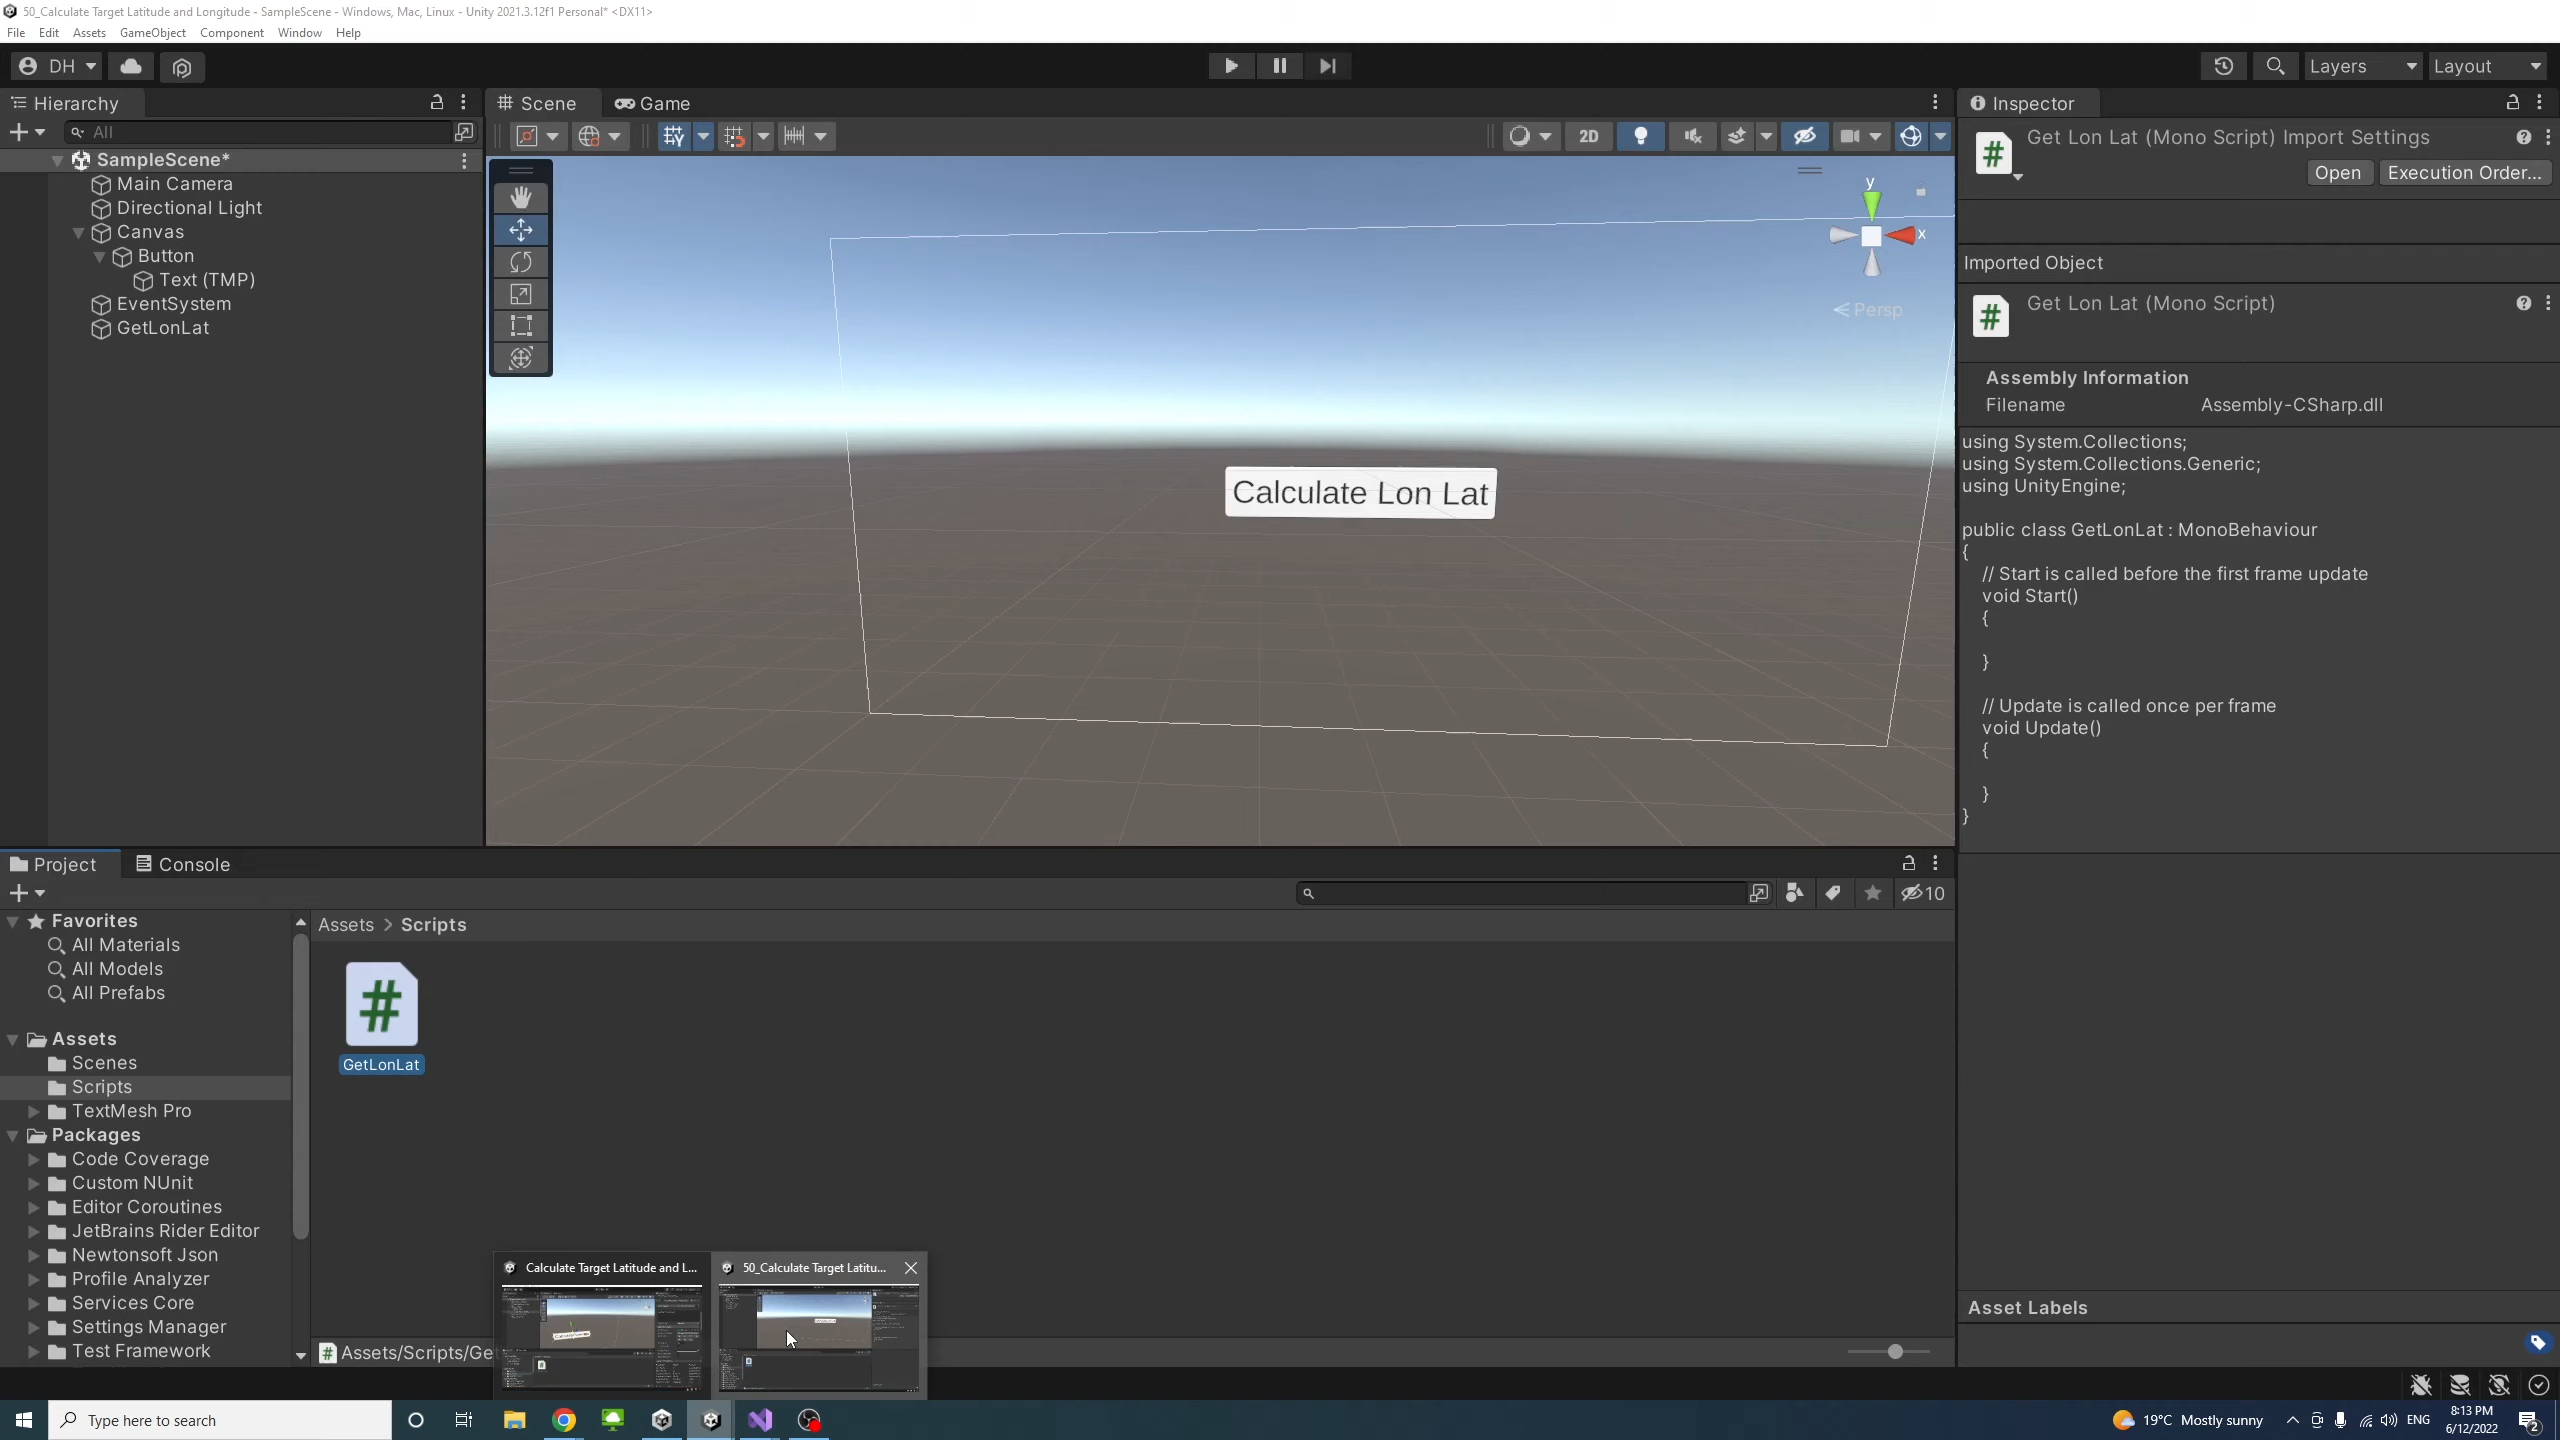 50_Calculate Target Latitude and Longitude - SampleScene - Windows, Mac, Linux - Unity 2021.3.12f1 Personal* <DX11>
File Edit Assets GameObject Component Window Help
DH
Layers
Layout
Hierarchy
Scene
Game
Inspector
All
2D
SampleScene*
Main Camera
Directional Light
Canvas
Button
Text (TMP)
EventSystem
GetLonLat
y
x
Persp
Calculate Lon Lat
Get Lon Lat (Mono Script) Import Settings
Open
Execution Order...
Imported Object
Get Lon Lat (Mono Script)
Assembly Information
Filename Assembly-CSharp.dll
using System.Collections;
using System.Collections.Generic;
using UnityEngine;
public class GetLonLat : MonoBehaviour
{
// Start is called before the first frame update
void Start()
{
}
// Update is called once per frame
void Update()
{
}
}
Project
Console
10
Favorites
All Materials
All Models
All Prefabs
Assets
Scenes
Scripts
TextMesh Pro
Packages
Code Coverage
Custom NUnit
Editor Coroutines
JetBrains Rider Editor
Newtonsoft Json
Profile Analyzer
Services Core
Settings Manager
Test Framework
Assets > Scripts
#
GetLonLat
Assets/Scripts/Get
Calculate Target Latitude and L...
50_Calculate Target Latitu...
Asset Labels
Type here to search
19°C Mostly sunny
ENG
8:13 PM
6/12/2022
2